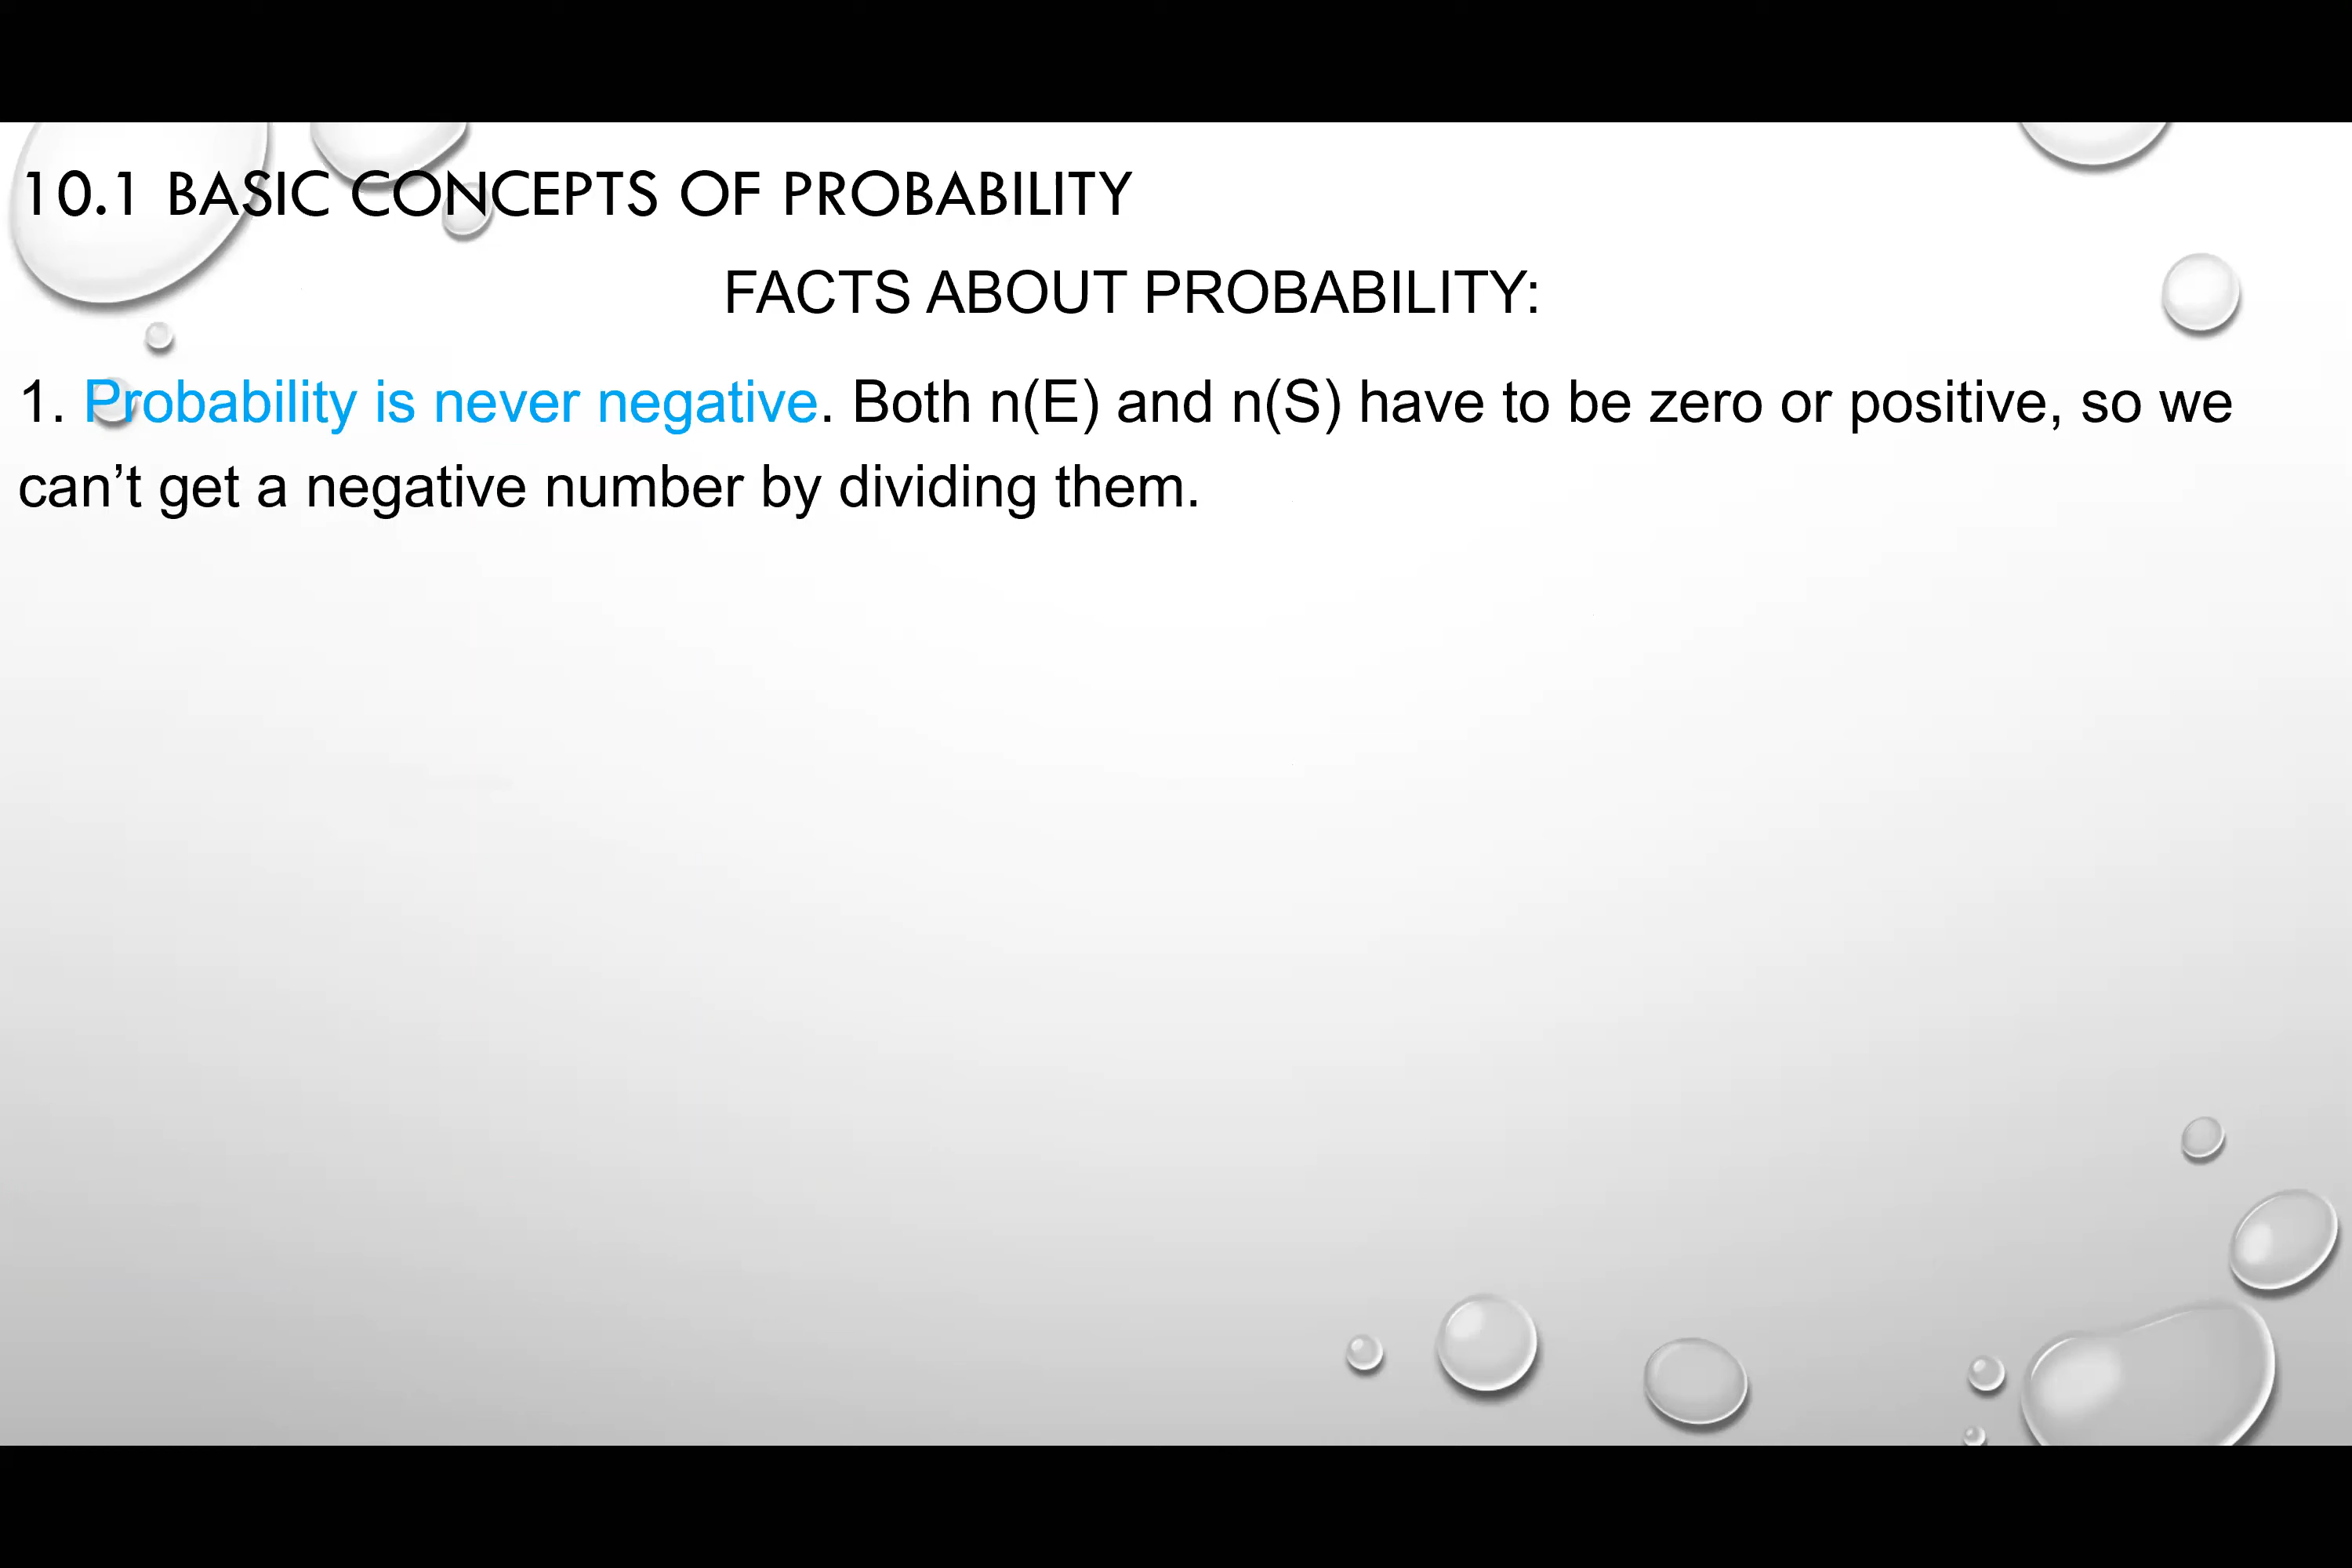 10.1 BASIC CONCEPTS OF PROBABILITY
FACTS ABOUT PROBABILITY:
1. Probability is never negative. Both n(E) and n(S) have to be zero or positive, so we
can’t get a negative number by dividing them.